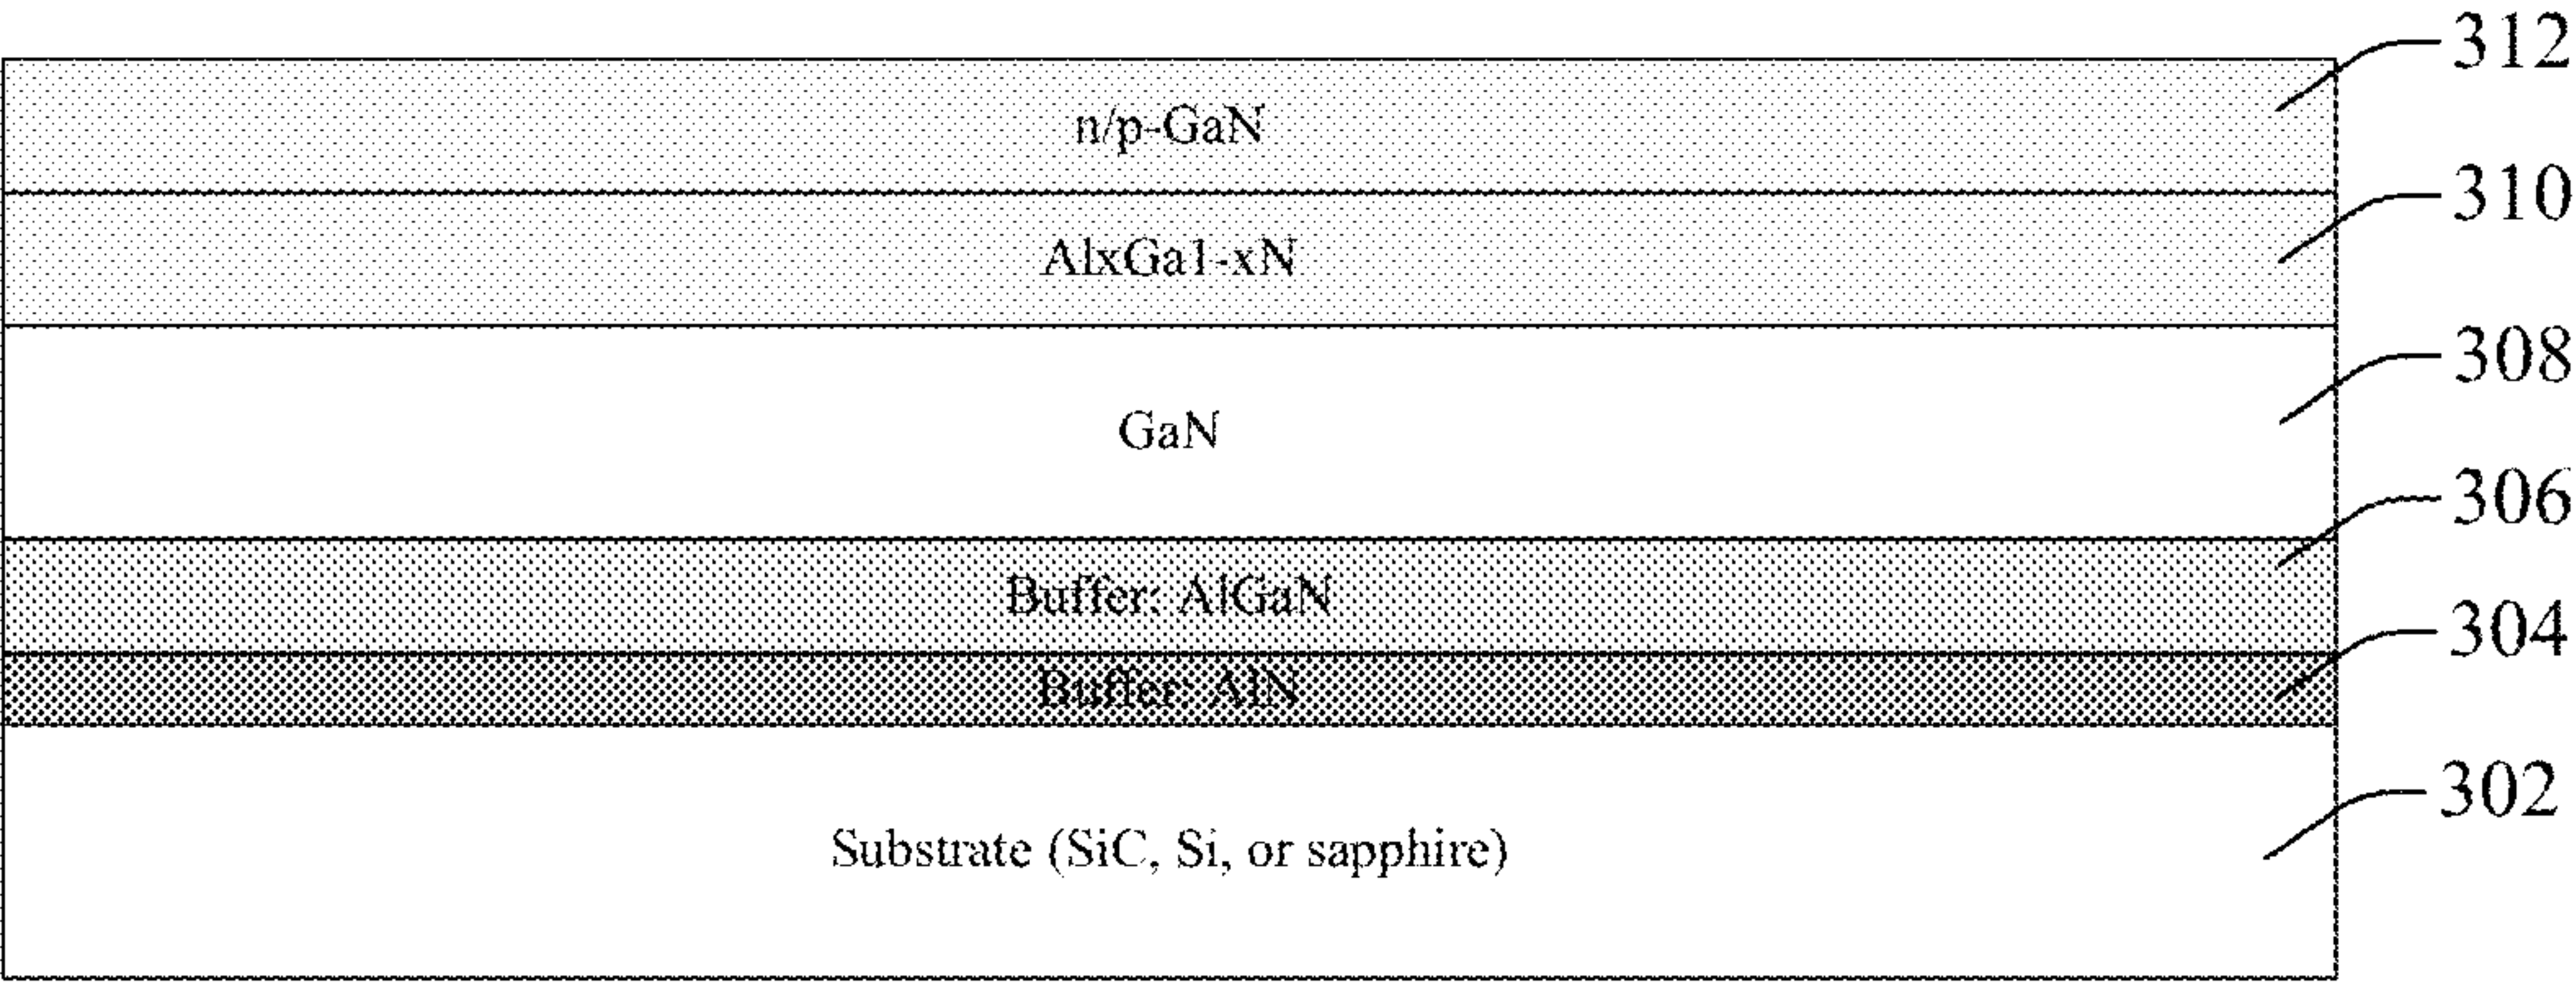 312
n/p-GaN
310
AlxGa1-xN
308
GaN
306
Buffer: AlGaN
304
Buffer: AlN
302
Substrate (SiC, Si, or sapphire)